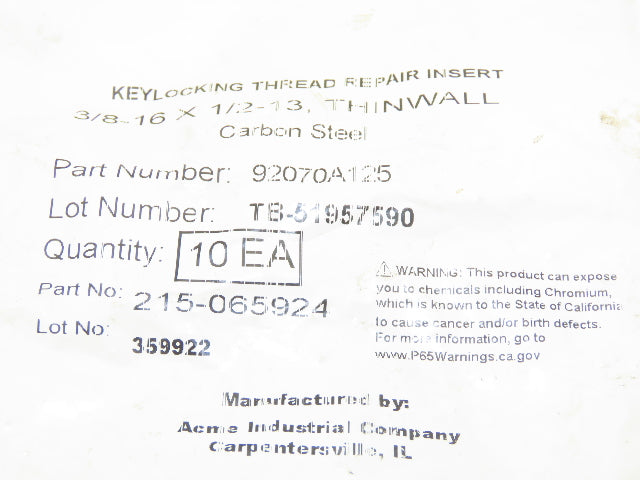 KEYLOCKING THREAD REPAIR INSERT
3/8-16 X 1/2-13, THINWALL
Carbon Steel
Part Number: 92070A125
Lot Number: TB-51957590
Quantity: 10 EA
Part No: 215-065924
Lot No: 359922
⚠ WARNING: This product can expose
you to chemicals including Chromium,
which is known to the State of California
to cause cancer and/or birth defects.
For more information, go to
www.P65Warnings.ca.gov
Manufactured by:
Acme Industrial Company
Carpentersville, IL